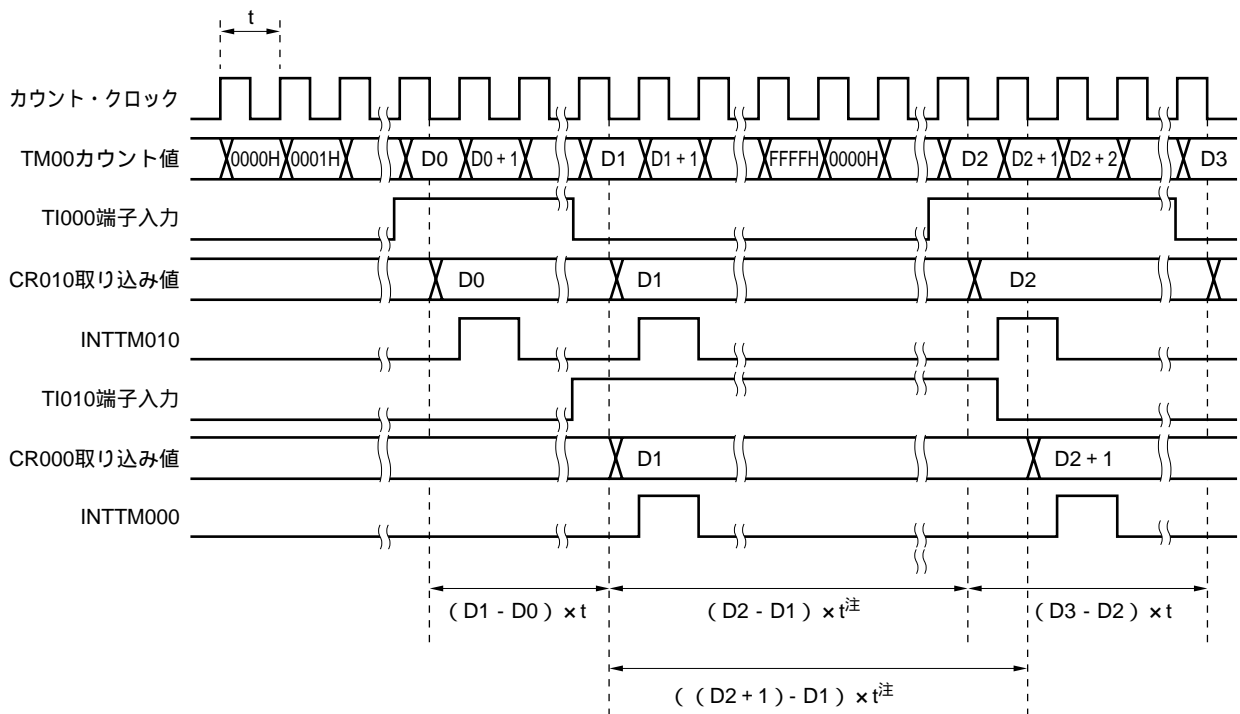 t
カウント・クロック
TM00カウント値 0000H 0001H D0 D0 + 1 D1 D1 + 1 FFFFH 0000H D2 D2 + 1 D2 + 2 D3
TI000端子入力
CR010取り込み値 D0 D1 D2
INTTM010
TI010端子入力
CR000取り込み値 D1 D2 + 1
INTTM000
( D1 - D0 ) × t ( D2 - D1 ) × t注 ( D3 - D2 ) × t
( ( D2 + 1 ) - D1 ) × t注